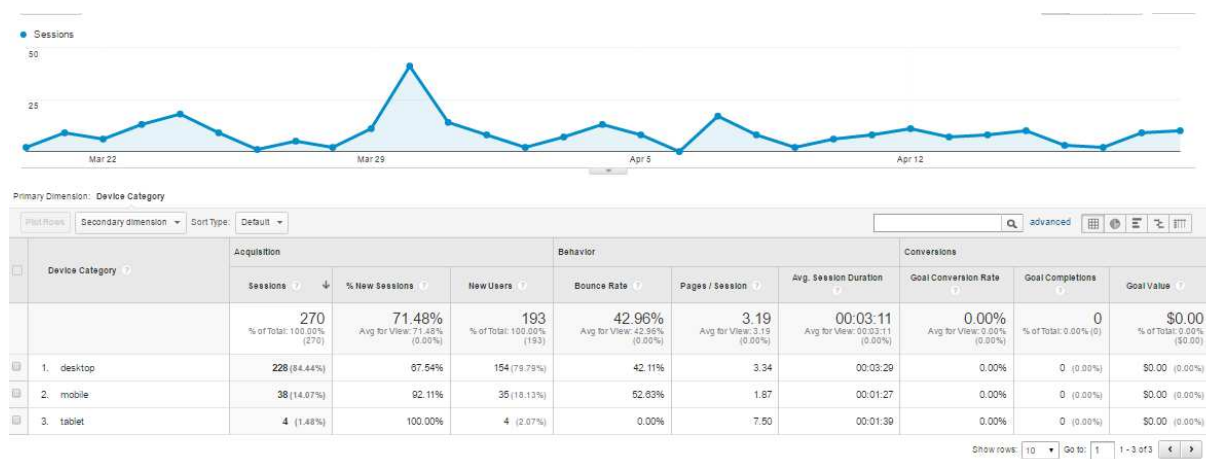 Sessions
50
25
Mar 22 Mar 29 Apr 5 Apr 12
Primary Dimension: Device Category
Plot Rows Secondary dimension Sort Type: Default advanced
Acquisition Behavior Conversions
Device Category ?
Sessions ? % New Sessions ? New Users ? Bounce Rate ? Pages / Session ? Avg. Session Duration ? Goal Conversion Rate ? Goal Completions ? Goal Value ?
270 71.48% 193 42.96% 3.19 00:03:11 0.00% 0 $0.00
% of Total: 100.00% Avg for View: 71.48% % of Total: 100.00% Avg for View: 42.96% Avg for View: 3.19 Avg for View: 00:03:11 Avg for View: 0.00% % of Total: 0.00% (0) % of Total: 0.00%
(270) (0.00%) (193) (0.00%) (0.00%) (0.00%) (0.00%) ($0.00)
1. desktop 228 (84.44%) 67.54% 154 (79.79%) 42.11% 3.34 00:03:29 0.00% 0 (0.00%) $0.00 (0.00%)
2. mobile 38 (14.07%) 92.11% 35 (18.13%) 52.63% 1.87 00:01:27 0.00% 0 (0.00%) $0.00 (0.00%)
3. tablet 4 (1.48%) 100.00% 4 (2.07%) 0.00% 7.50 00:01:39 0.00% 0 (0.00%) $0.00 (0.00%)
Show rows: 10 Go to: 1 1 - 3 of 3